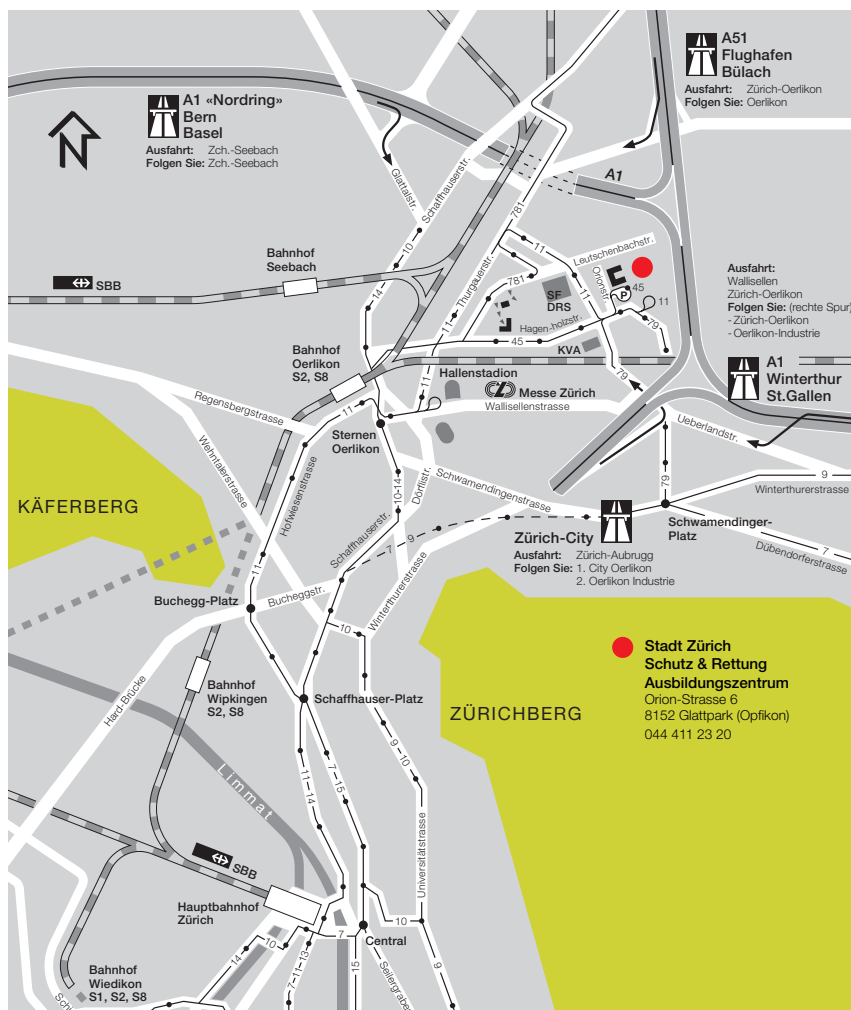 A51
Flughafen
Bülach
Ausfahrt: Zürich-Oerlikon
Folgen Sie: Oerlikon
A1 «Nordring»
Bern
Basel
Ausfahrt: Zch.-Seebach
Folgen Sie: Zch.-Seebach
N
Glattalstr.
Schaffhauserstr.
10
14
781
A1
11
Leutschenbachstr.
Thurgauerstr.
781
Orionstr.
45
P
11
11
SF
DRS
Hagen-holzstr.
79
11
45
KVA
79
Bahnhof
Seebach
SBB
Ausfahrt:
Wallisellen
Zürich-Oerlikon
Folgen Sie: (rechte Spur)
- Zürich-Oerlikon
- Oerlikon-Industrie
A1
Winterthur
St.Gallen
Bahnhof
Oerlikon
S2, S8
Hallenstadion
11
Messe Zürich
Wallisellenstrasse
Ueberlandstr.
Regensbergstrasse
11
Sternen
Oerlikon
Wehntalerstrasse
Hofwiesenstrasse
10-14
Dörflistr.
Schwamendingenstrasse
79
9
Winterthurerstrasse
KÄFERBERG
Schaffhauserstr.
7
9
Zürich-City
Ausfahrt: Zürich-Aubrugg
Folgen Sie: 1. City Oerlikon
2. Oerlikon Industrie
Schwamendinger-
Platz
7
Dübendorferstrasse
11
Buchegg-Platz
Bucheggstr.
Winterthurerstrasse
10
Stadt Zürich
Schutz & Rettung
Ausbildungszentrum
Orion-Strasse 6
8152 Glattpark (Opfikon)
044 411 23 20
Bahnhof
Wipkingen
S2, S8
Hard-Brücke
Schaffhauser-Platz
ZÜRICHBERG
9
10
11
14
7
15
Limmat
Universitätstrasse
SBB
Hauptbahnhof
Zürich
10
7
Central
10
14
7-11-13
15
9
Seilergraben
Bahnhof
Wiedikon
S1, S2, S8